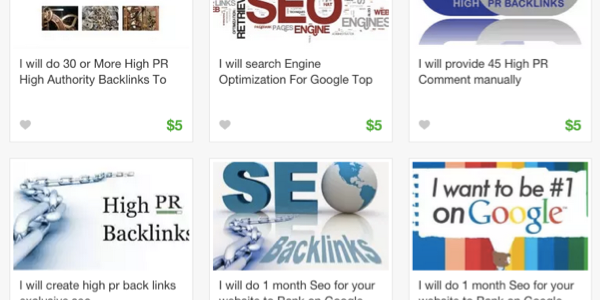 SEO
RETRIEV
OPTIMIZATION
LINKS
WEB
PAGES
ENGINE
ENGINES
HIGH PR BACKLINKS
I will do 30 or More High PR
High Authority Backlinks To
I will search Engine
Optimization For Google Top
I will provide 45 High PR
Comment manually
$5
$5
$5
High PR
Backlinks
SEO
Backlinks
I want to be #1
on Google
I will create high pr back links
exclusive seo
I will do 1 month Seo for your
website to Rank on Google
I will do 1 month Seo for your
website to Rank on Google